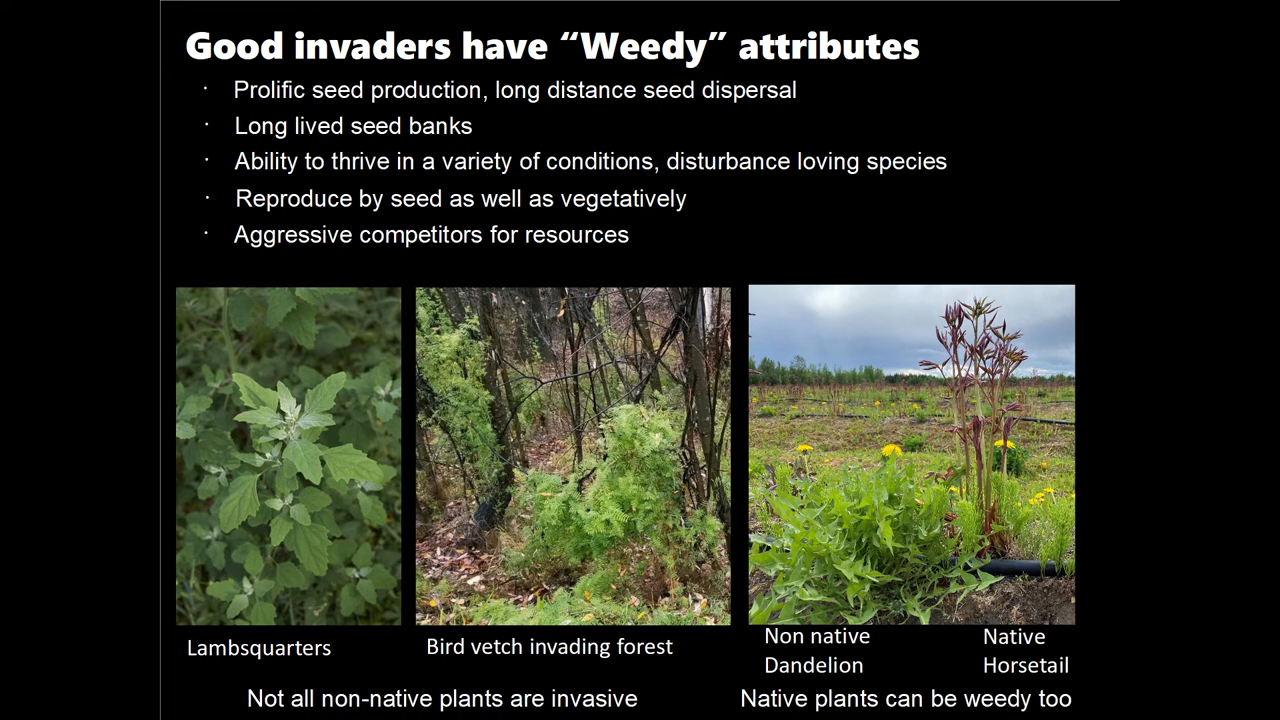 Good invaders have “Weedy” attributes
· Prolific seed production, long distance seed dispersal
· Long lived seed banks
· Ability to thrive in a variety of conditions, disturbance loving species
· Reproduce by seed as well as vegetatively
· Aggressive competitors for resources
Lambsquarters
Bird vetch invading forest
Non native
Dandelion
Native
Horsetail
Not all non-native plants are invasive
Native plants can be weedy too